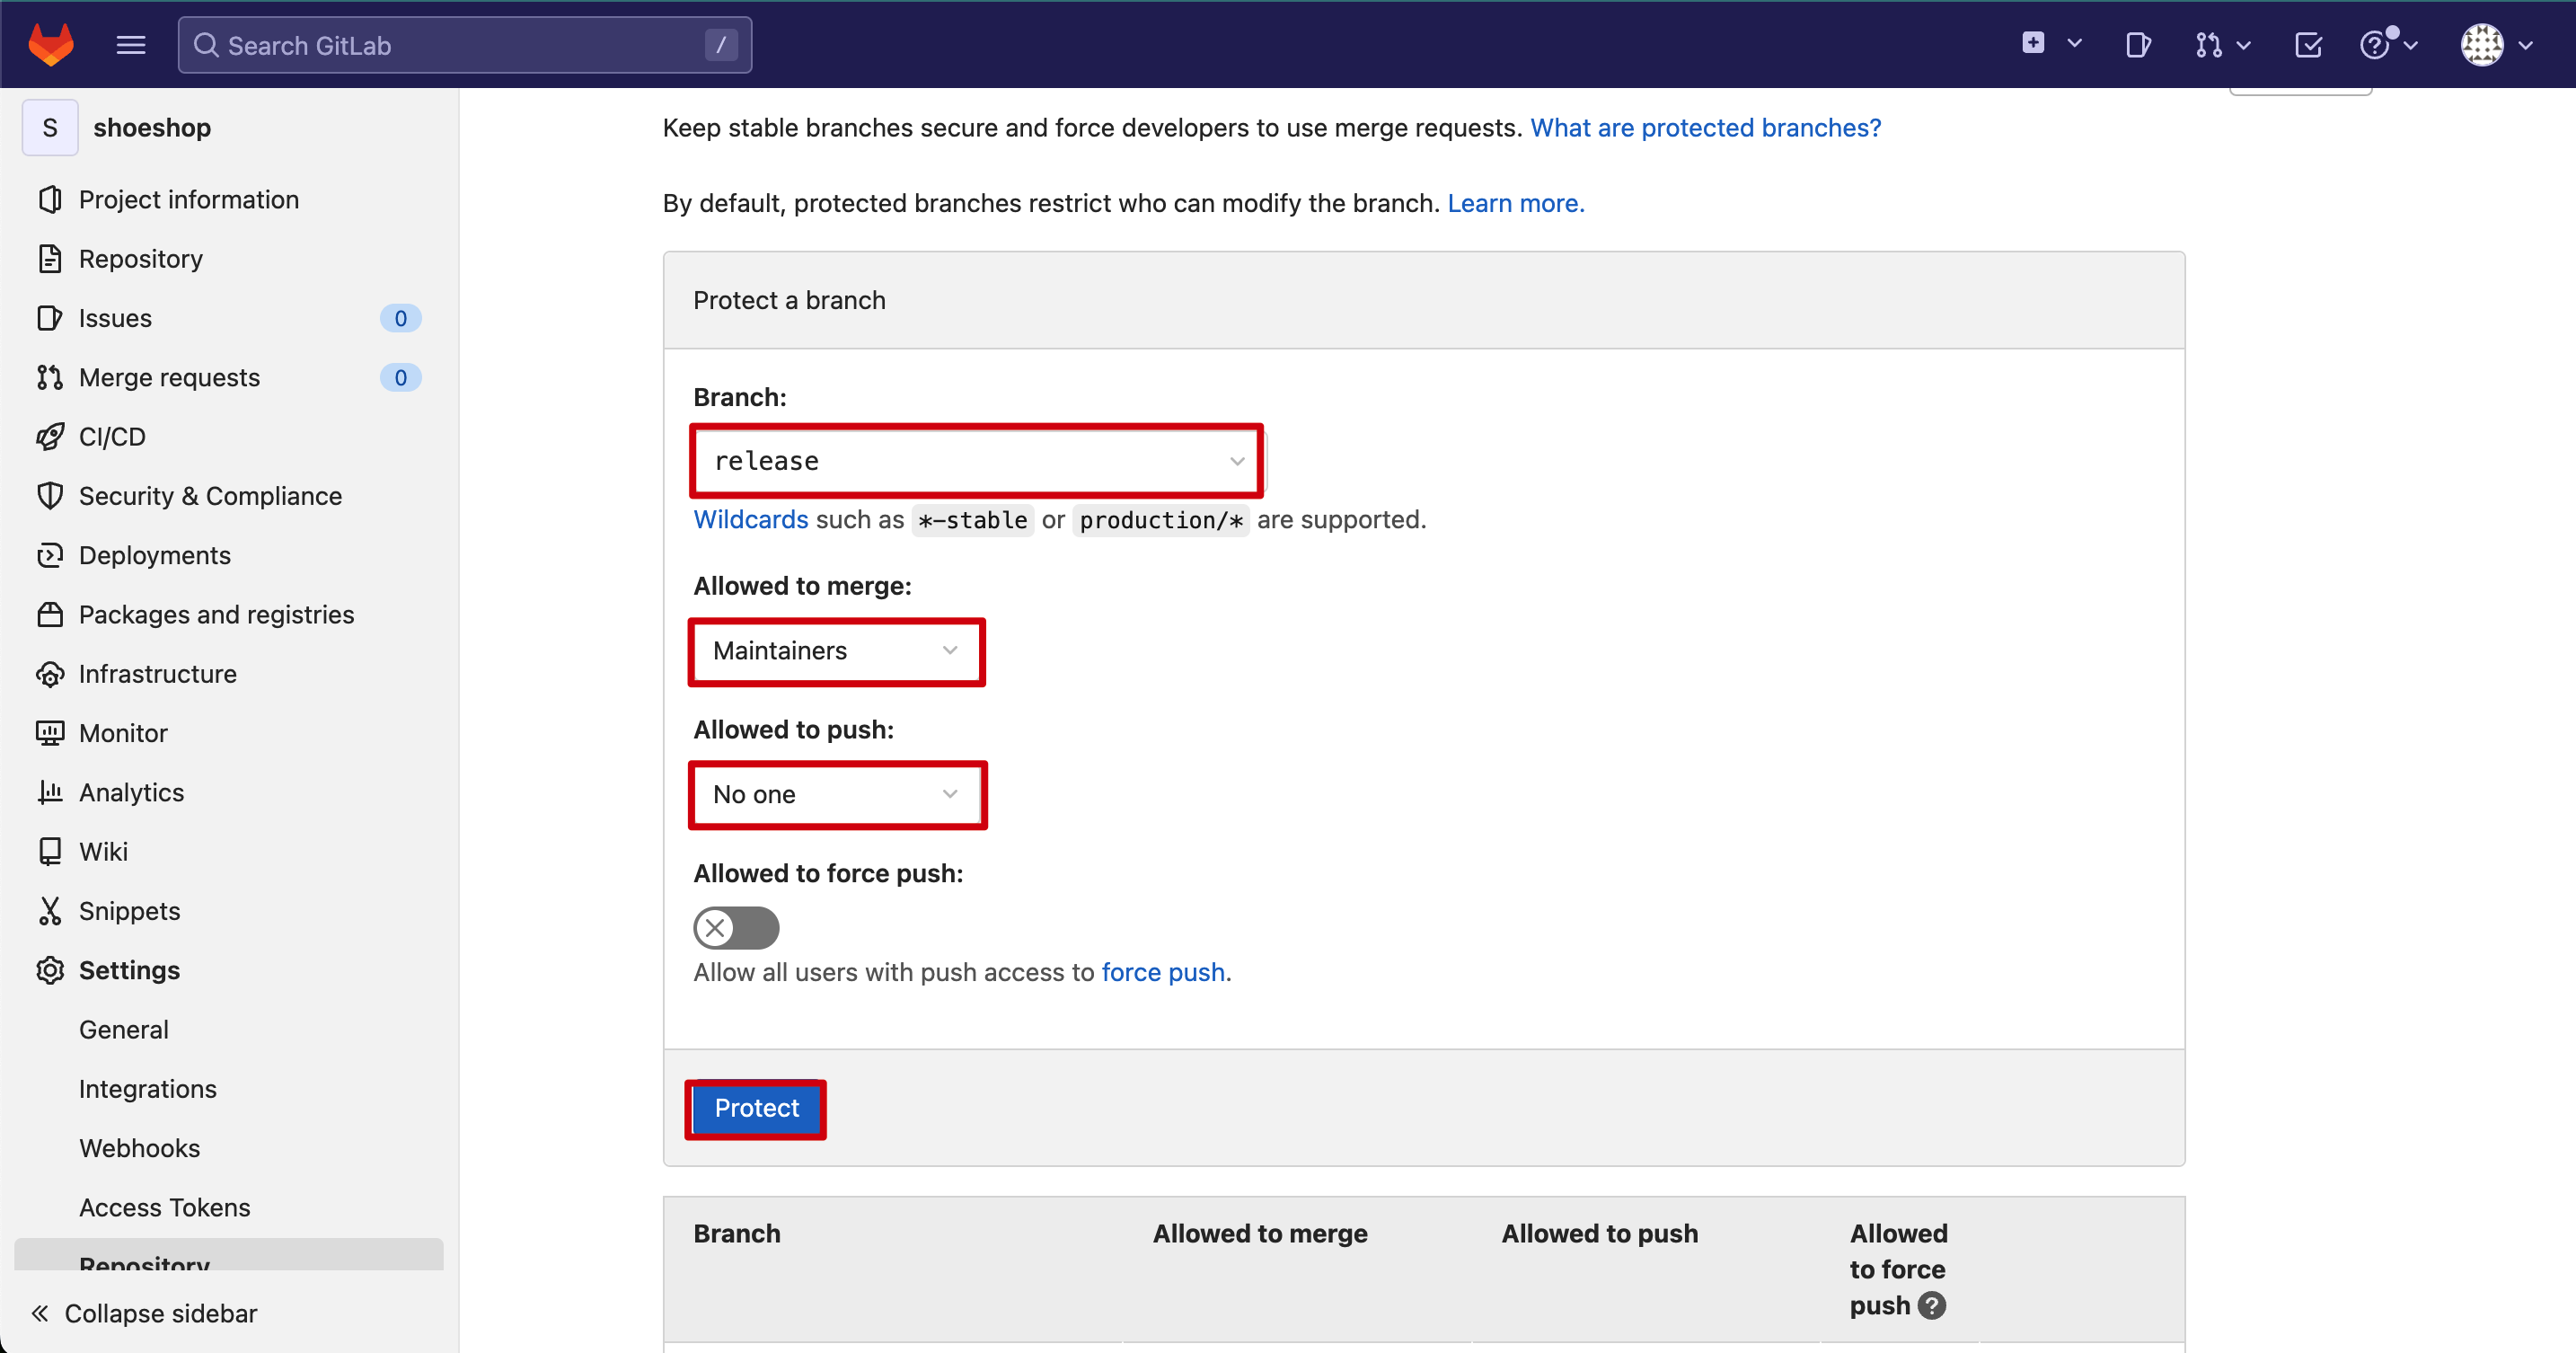 Search GitLab /
S shoeshop
Project information
Repository
Issues 0
Merge requests 0
CI/CD
Security & Compliance
Deployments
Packages and registries
Infrastructure
Monitor
Analytics
Wiki
Snippets
Settings
General
Integrations
Webhooks
Access Tokens
Repository
Collapse sidebar
Keep stable branches secure and force developers to use merge requests. What are protected branches?
By default, protected branches restrict who can modify the branch. Learn more.
Protect a branch
Branch:
release
Wildcards such as *-stable or production/* are supported.
Allowed to merge:
Maintainers
Allowed to push:
No one
Allowed to force push:
Allow all users with push access to force push.
Protect
Branch Allowed to merge Allowed to push Allowed
to force
push ?